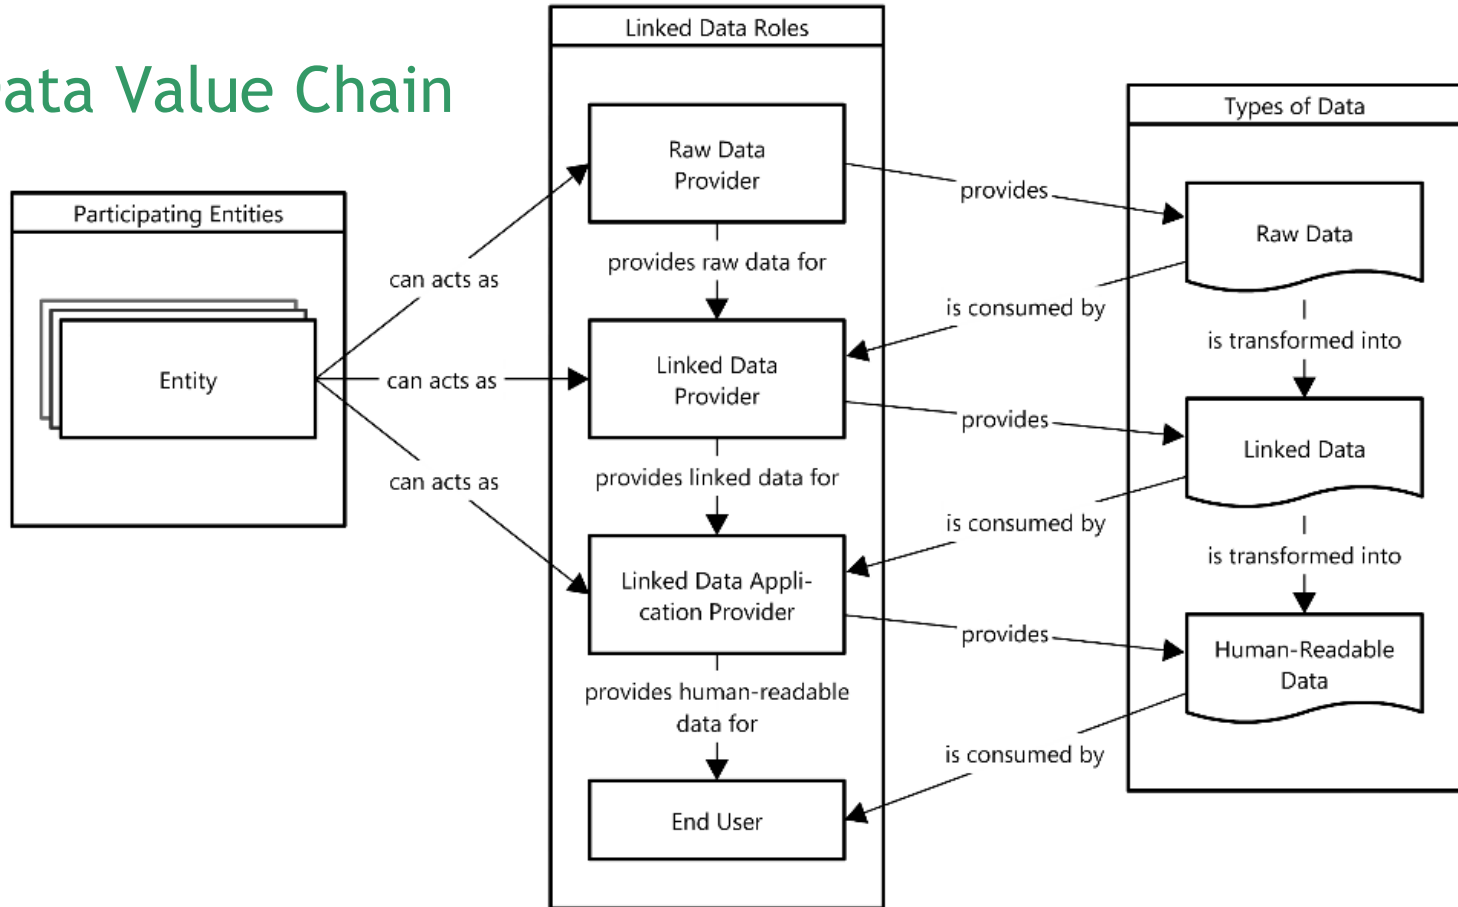 ata Value Chain
Participating Entities
Entity
can acts as
can acts as
can acts as
Linked Data Roles
Raw Data
Provider
provides raw data for
Linked Data
Provider
provides linked data for
Linked Data Appli-
cation Provider
provides human-readable
data for
End User
provides
is consumed by
provides
is consumed by
provides
is consumed by
Types of Data
Raw Data
is transformed into
Linked Data
is transformed into
Human-Readable
Data